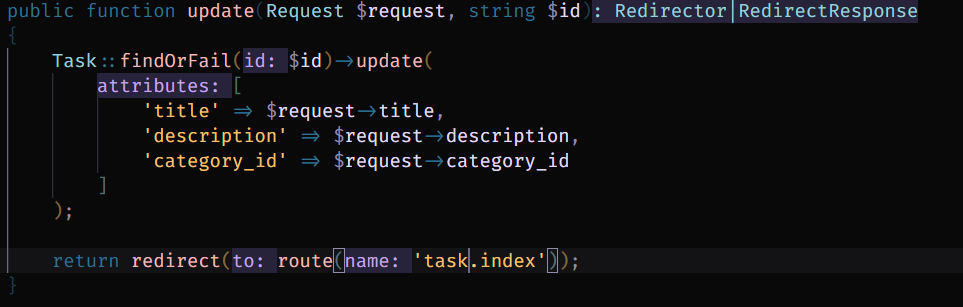 public function update(Request $request, string $id): Redirector|RedirectResponse
{
    Task::findOrFail(id: $id)->update(
        attributes: [
            'title' => $request->title,
            'description' => $request->description,
            'category_id' => $request->category_id
        ]
    );

    return redirect(to: route(name: 'task.index'));
}